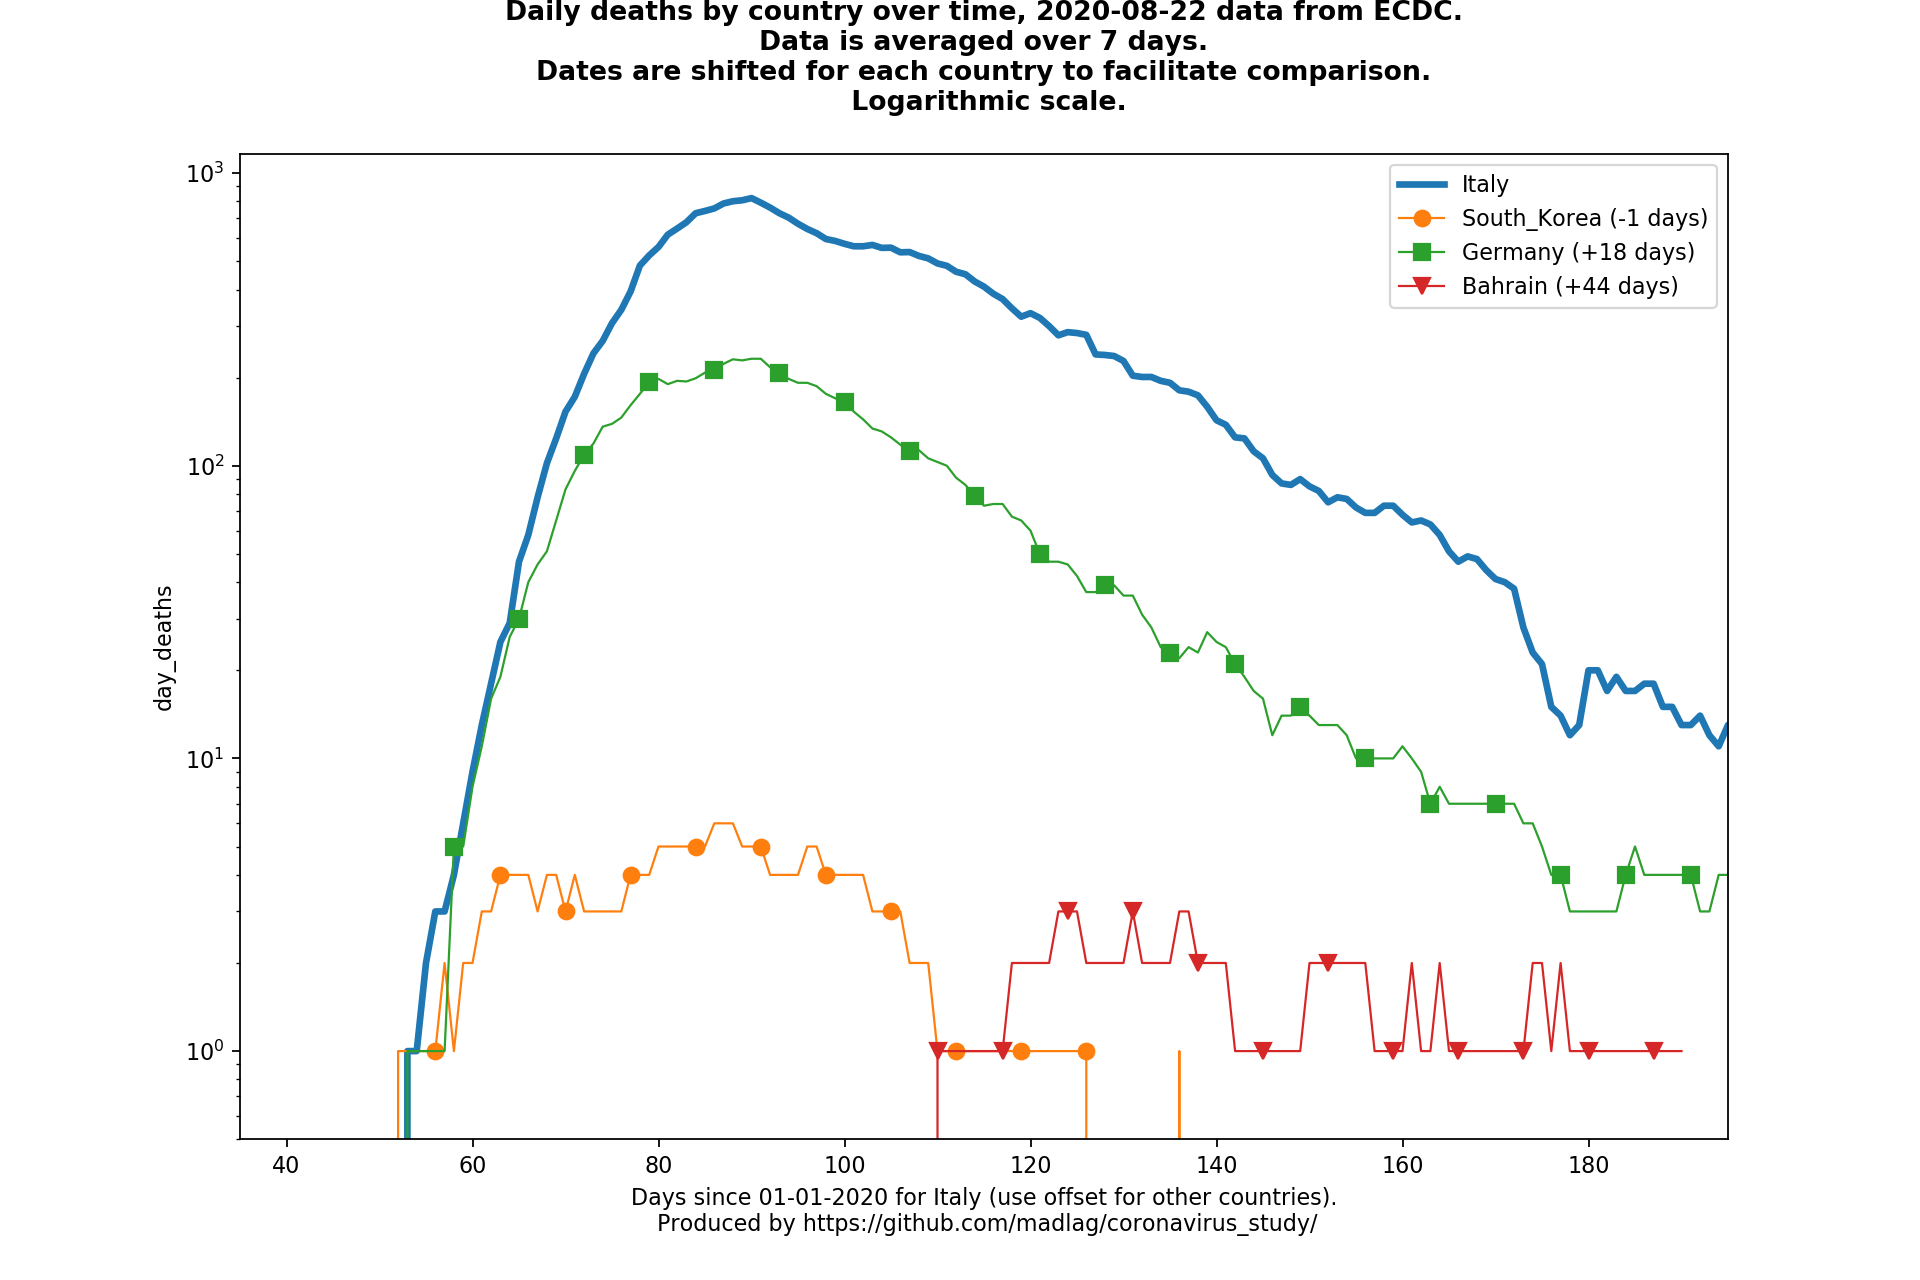 Daily deaths by country over time, 2020-08-22 data from ECDC.
Data is averaged over 7 days.
Dates are shifted for each country to facilitate comparison.
Logarithmic scale.
10³
10²
10¹
10⁰
day_deaths
Italy
South_Korea (-1 days)
Germany (+18 days)
Bahrain (+44 days)
40 60 80 100 120 140 160 180
Days since 01-01-2020 for Italy (use offset for other countries).
Produced by https://github.com/madlag/coronavirus_study/